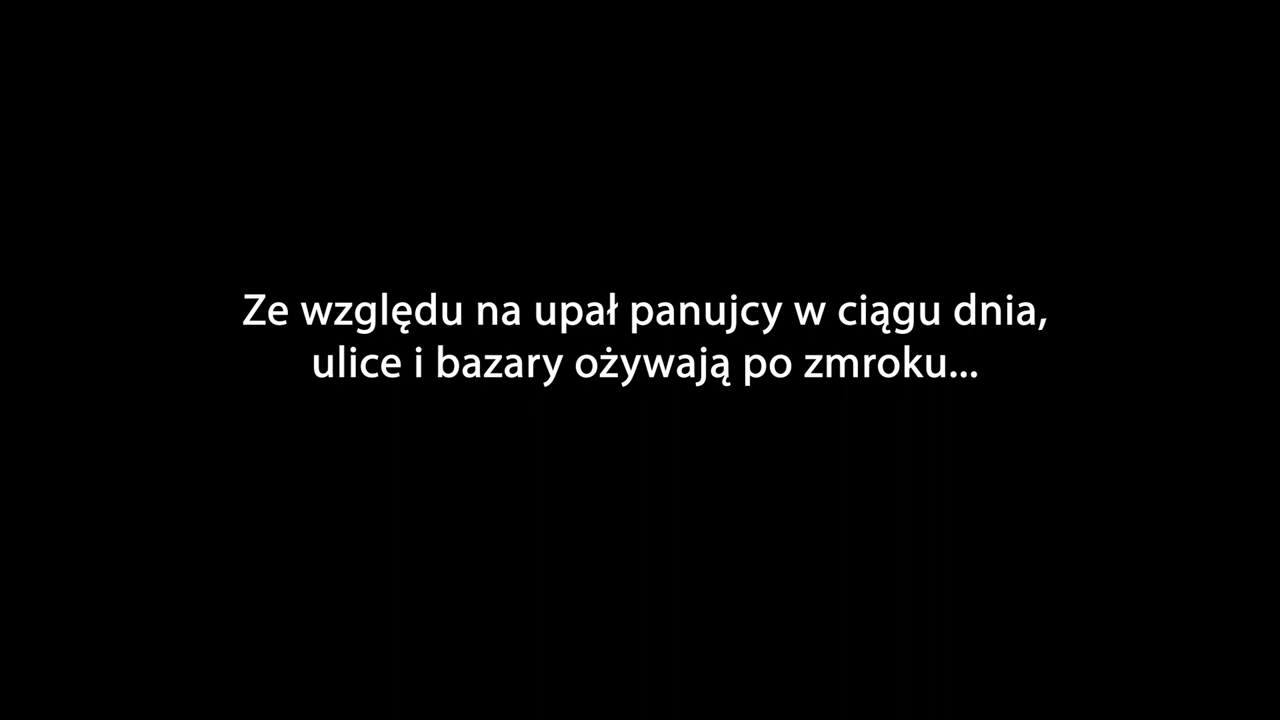 Ze względu na upał panujcy w ciągu dnia,
ulice i bazary ożywają po zmroku...